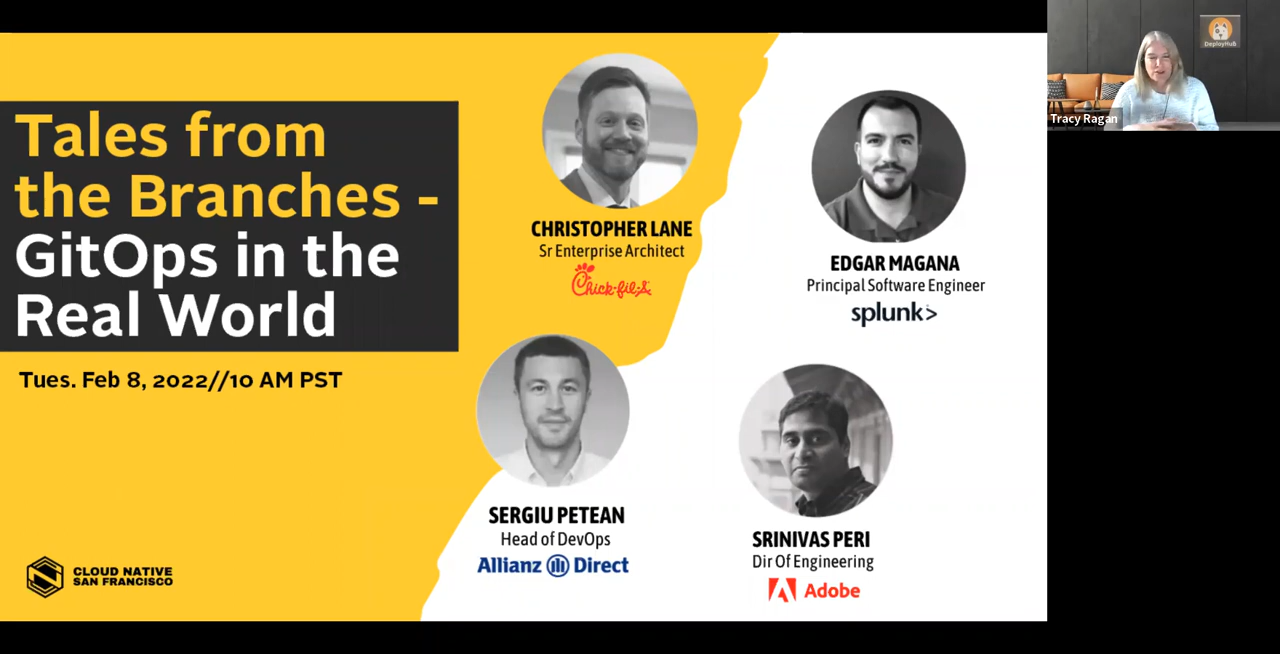 Tales from
the Branches -
GitOps in the
Real World
Tues. Feb 8, 2022//10 AM PST
CHRISTOPHER LANE
Sr Enterprise Architect
Chick-fil-A
EDGAR MAGANA
Principal Software Engineer
splunk>
SERGIU PETEAN
Head of DevOps
Allianz Direct
SRINIVAS PERI
Dir Of Engineering
Adobe
CLOUD NATIVE
SAN FRANCISCO
DeployHub
Tracy Ragan